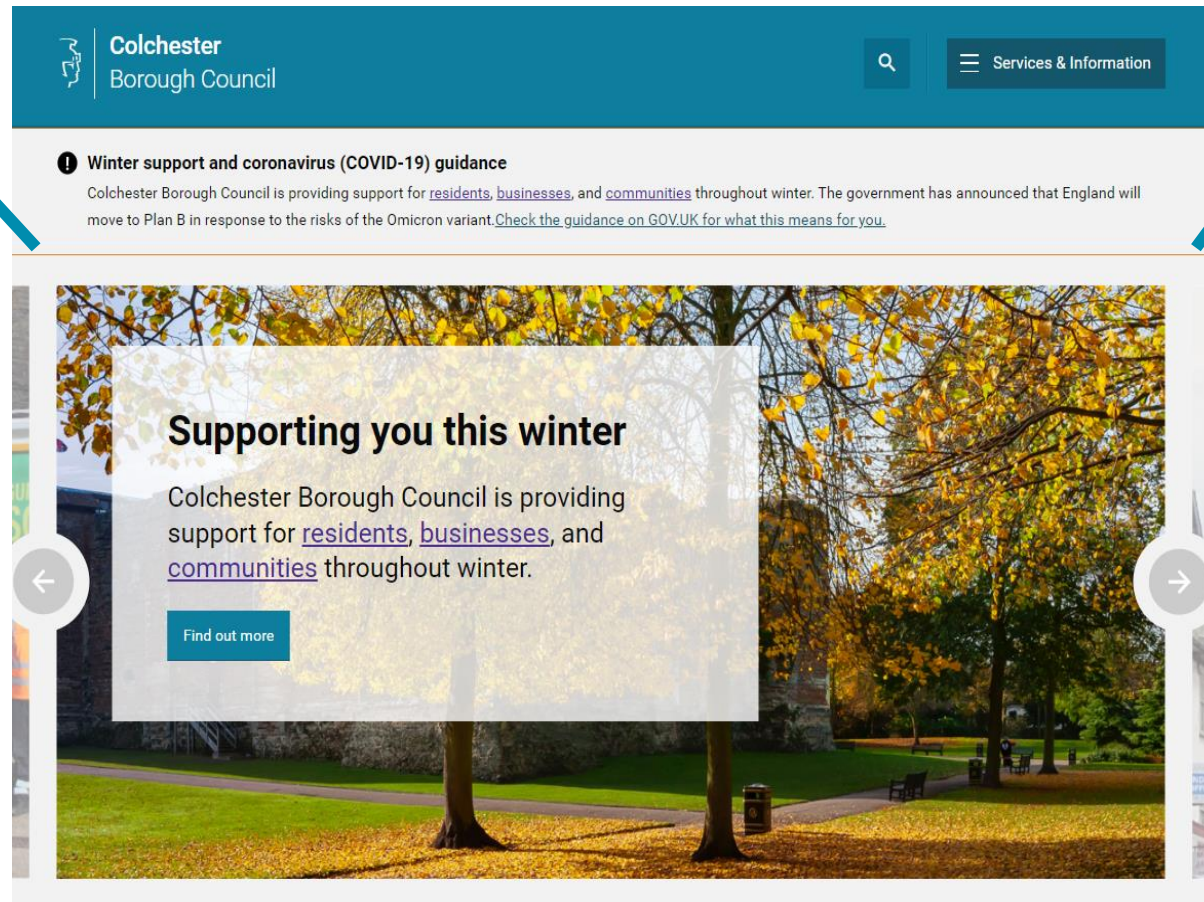 Colchester
Borough Council
Services & Information
Winter support and coronavirus (COVID-19) guidance
Colchester Borough Council is providing support for residents, businesses, and communities throughout winter. The government has announced that England will
move to Plan B in response to the risks of the Omicron variant.Check the guidance on GOV.UK for what this means for you.
Supporting you this winter
Colchester Borough Council is providing
support for residents, businesses, and
communities throughout winter.
Find out more